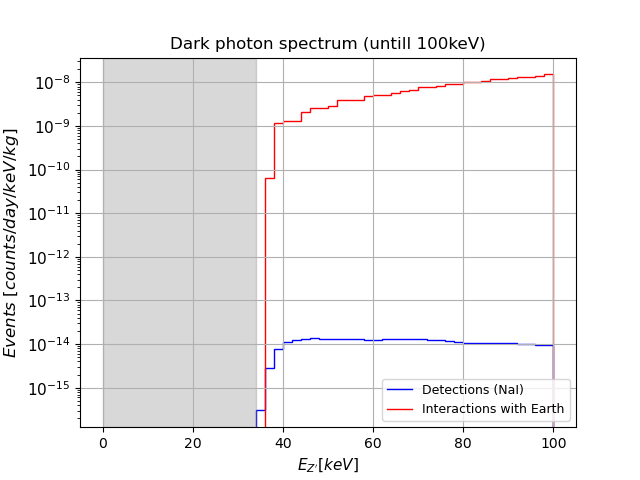 Dark photon spectrum (untill 100keV)
Events [counts/day/keV/kg]
10⁻⁸
10⁻⁹
10⁻¹⁰
10⁻¹¹
10⁻¹²
10⁻¹³
10⁻¹⁴
10⁻¹⁵
Detections (NaI)
Interactions with Earth
0 20 40 60 80 100
E_{Z'}[keV]